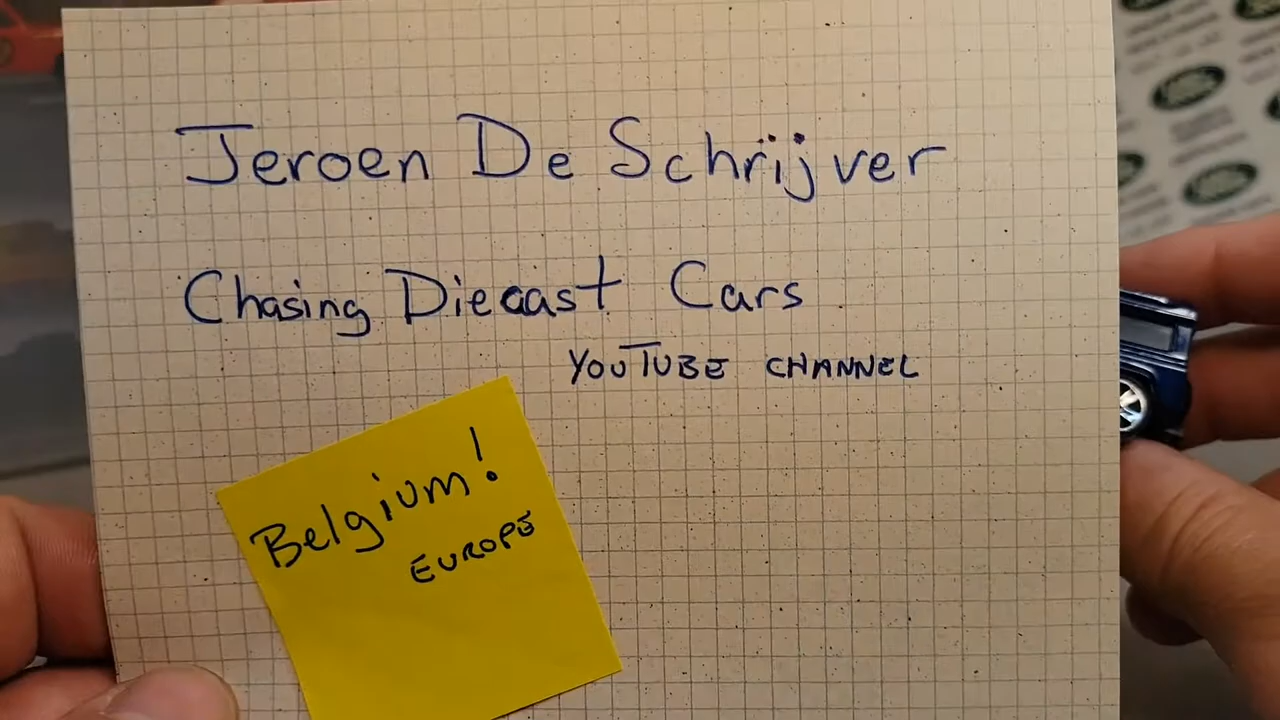 Jeroen De Schrijver
Chasing Diecast Cars
YOUTUBE CHANNEL
Belgium!
EUROPE